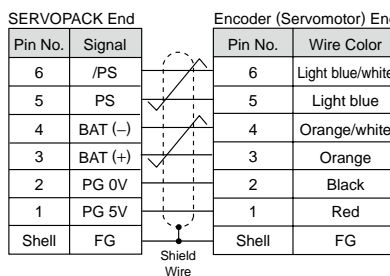 SERVOPACK End
Encoder (Servomotor) En
Pin No. Signal
Pin No. Wire Color
6 /PS
6 Light blue/white
5 PS
5 Light blue
4 BAT (−)
4 Orange/white
3 BAT (+)
3 Orange
2 PG 0V
2 Black
1 PG 5V
1 Red
Shell FG
Shell FG
Shield
Wire